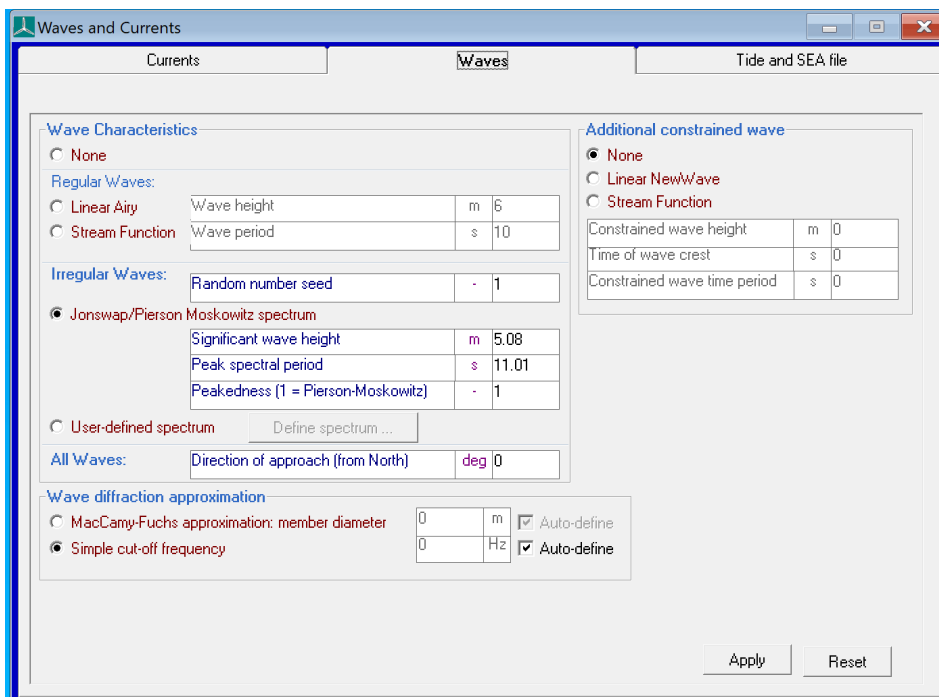 Waves and Currents
Currents Waves Tide and SEA file
Wave Characteristics
None
Regular Waves:
Linear Airy Wave height m 6
Stream Function Wave period s 10
Irregular Waves:
Random number seed - 1
Jonswap/Pierson Moskowitz spectrum
Significant wave height m 5.08
Peak spectral period s 11.01
Peakedness (1 = Pierson-Moskowitz) - 1
User-defined spectrum Define spectrum ...
All Waves: Direction of approach (from North) deg 0
Additional constrained wave
None
Linear NewWave
Stream Function
Constrained wave height m 0
Time of wave crest s 0
Constrained wave time period s 0
Wave diffraction approximation
MacCamy-Fuchs approximation: member diameter 0 m Auto-define
Simple cut-off frequency 0 Hz Auto-define
Apply Reset